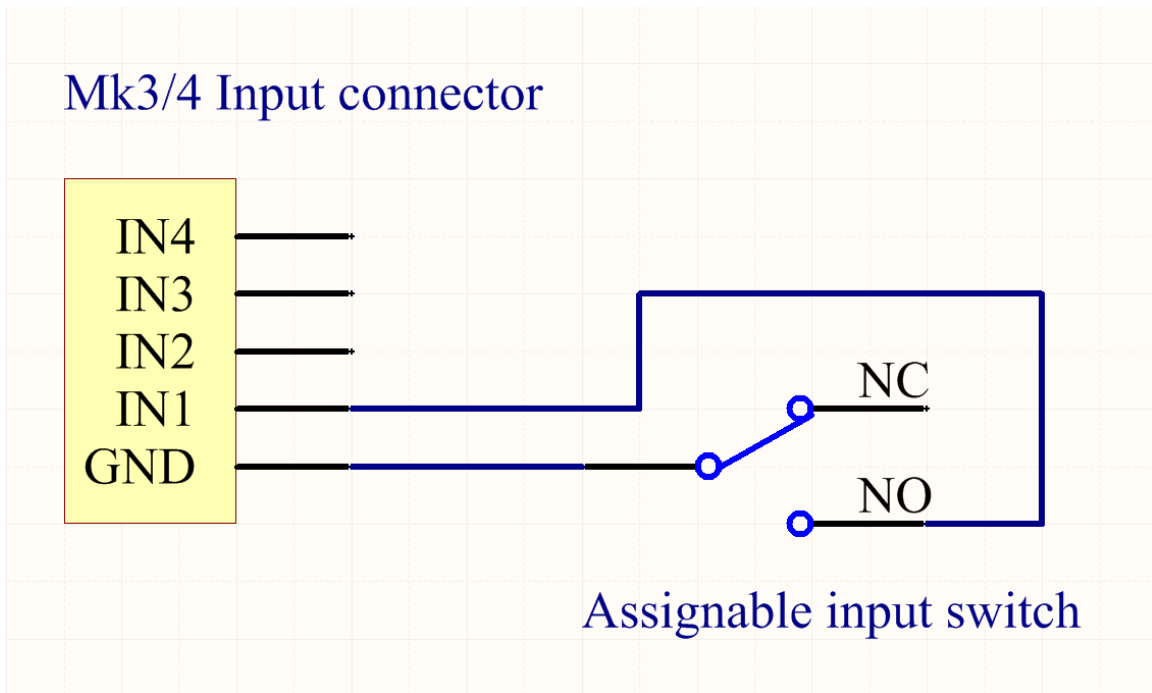 Mk3/4 Input connector
IN4
IN3
IN2
IN1
GND
NC
NO
Assignable input switch